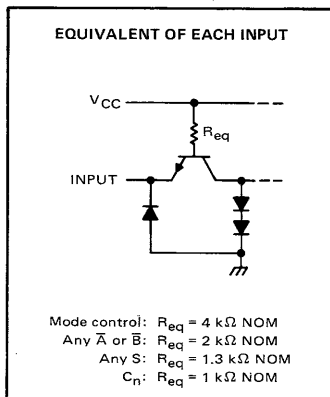 EQUIVALENT OF EACH INPUT
VCC
Req
INPUT
Mode control: Req = 4 kΩ NOM
Any A̅ or B̅: Req = 2 kΩ NOM
Any S: Req = 1.3 kΩ NOM
Cn: Req = 1 kΩ NOM